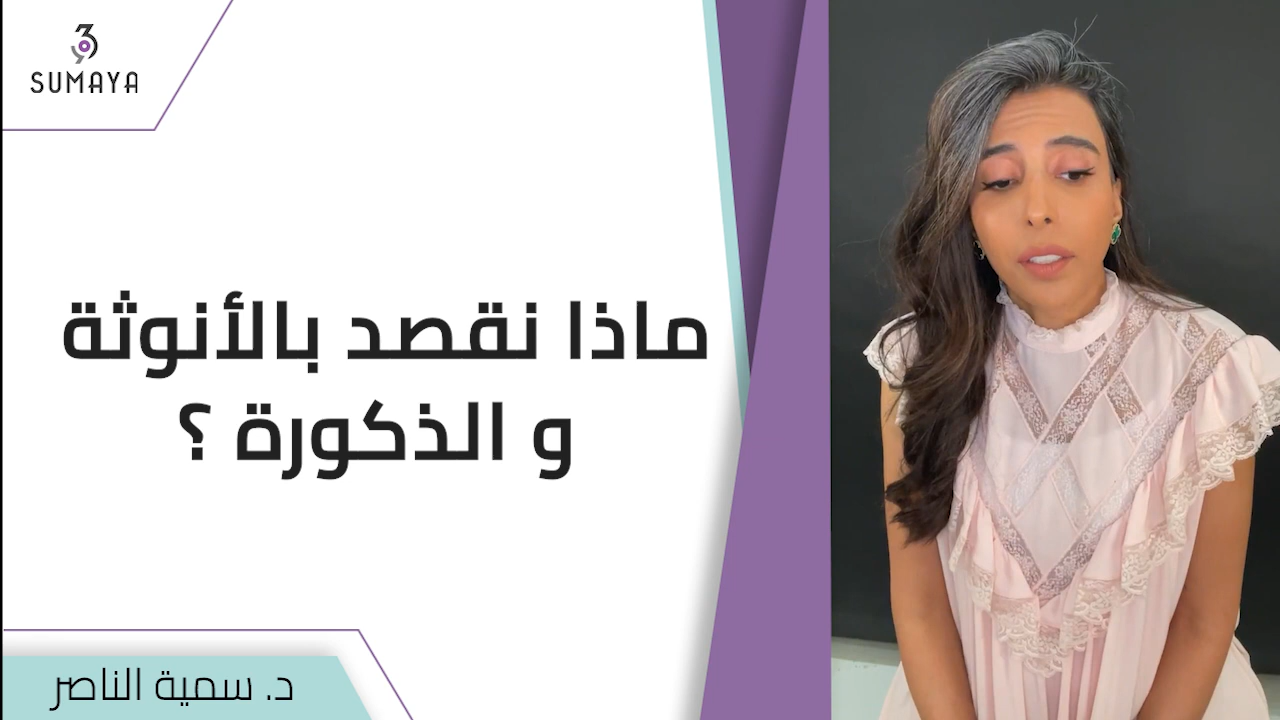 SUMAYA
ماذا نقصد بالأنوثة
و الذكورة ؟
د. سمية الناصر